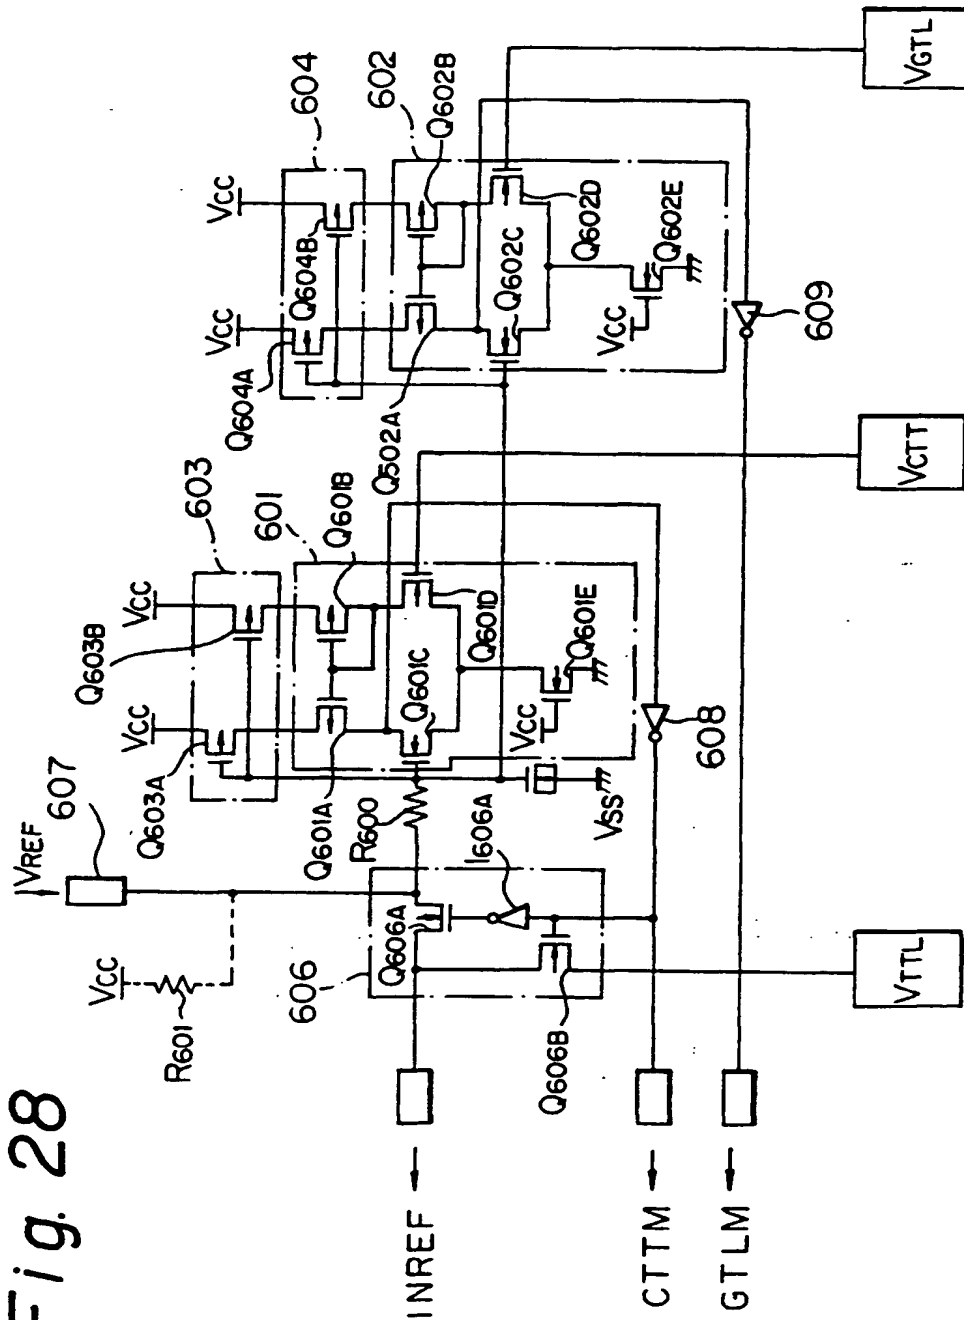 Fig. 28
VREF
607
VCC
R601
606
Q606A
I606A
Q606B
R600
INREF
CTTM
GTLM
VTTL
603
VCC
VCC
Q603A
Q603B
601
Q601A
Q601B
Q601C
Q601D
Q601E
VCC
VSS
608
VCTT
604
VCC
VCC
Q604A
Q604B
602
Q502A
Q602B
Q602C
Q602D
Q602E
VCC
609
VGTL